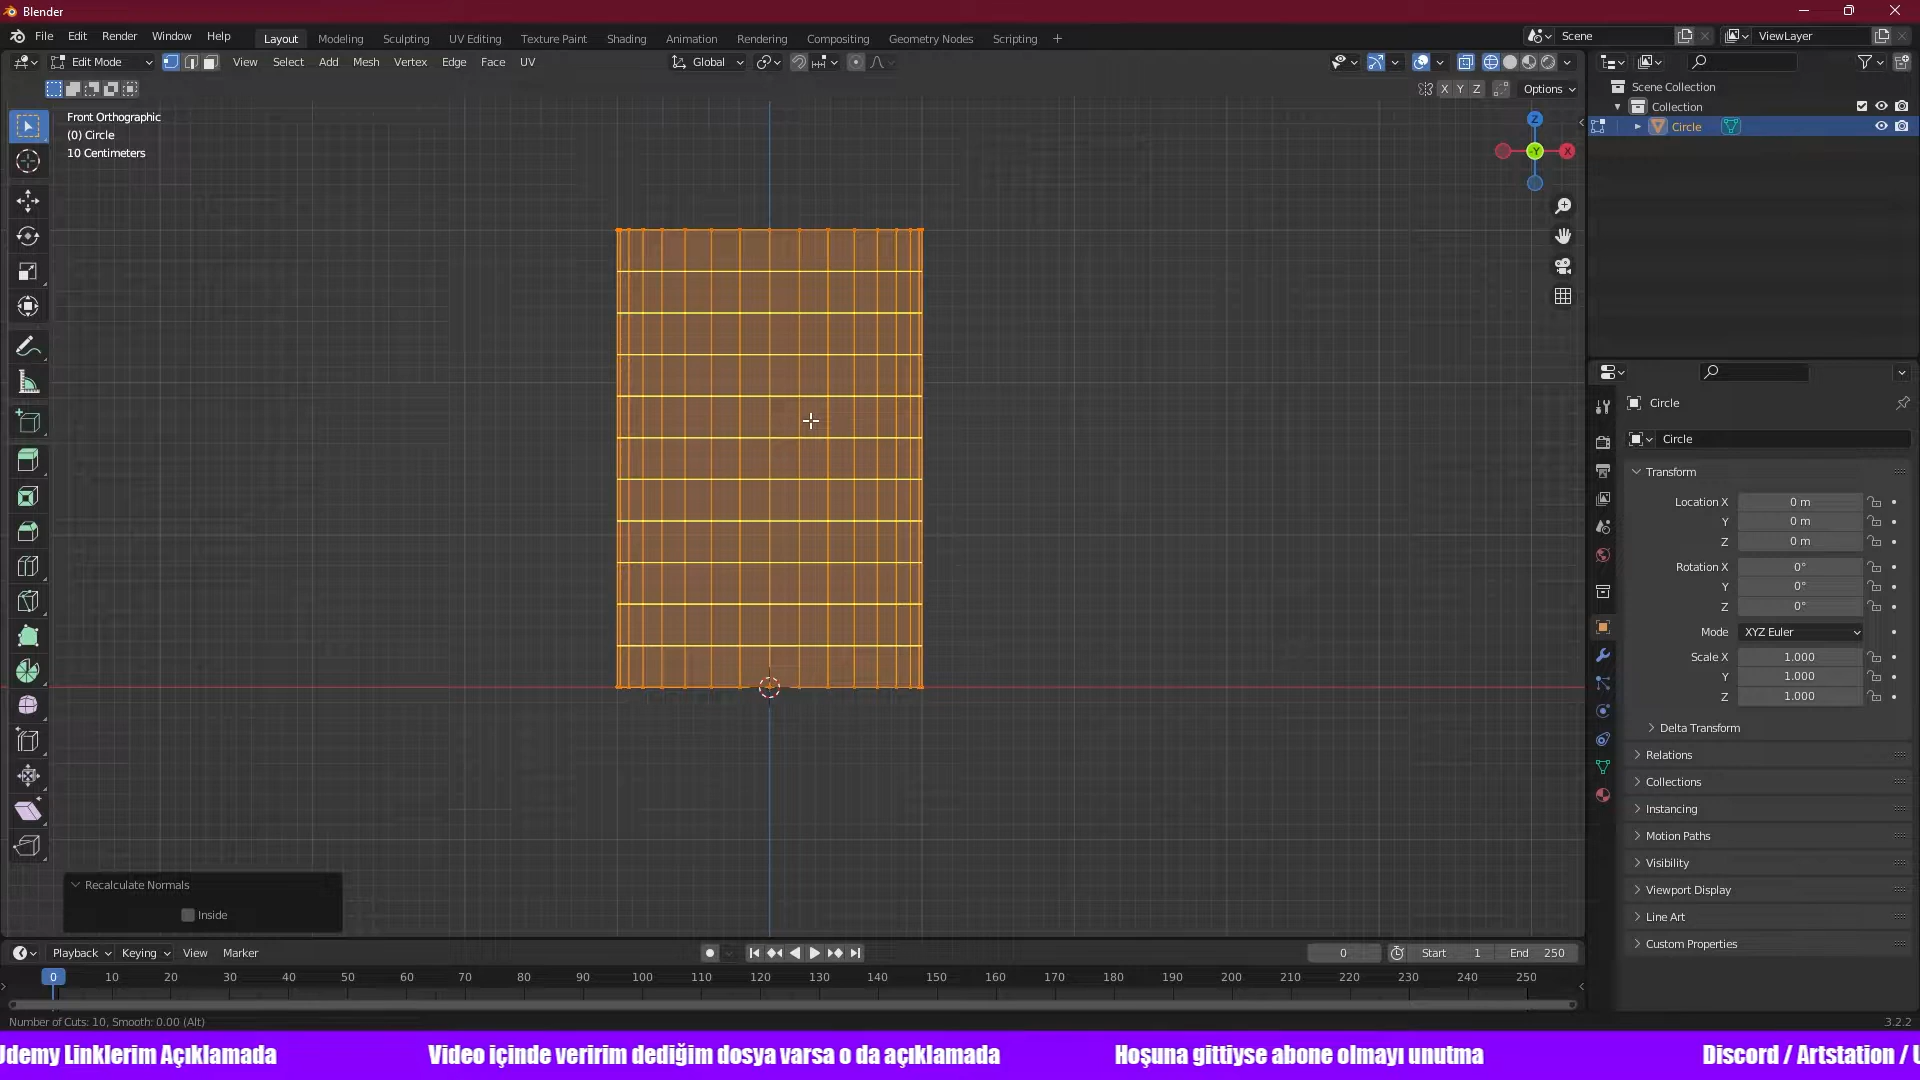 Blender
File Edit Render Window Help
Layout Modeling Sculpting UV Editing Texture Paint Shading Animation Rendering Compositing Geometry Nodes Scripting +
Scene
ViewLayer
Edit Mode
View Select Add Mesh Vertex Edge Face UV
Global
X Y Z
Options
Front Orthographic
(0) Circle
10 Centimeters
Z
-Y
X
Scene Collection
Collection
Circle
Circle
Circle
Transform
Location X 0 m
Y 0 m
Z 0 m
Rotation X 0°
Y 0°
Z 0°
Mode XYZ Euler
Scale X 1.000
Y 1.000
Z 1.000
Delta Transform
Relations
Collections
Instancing
Motion Paths
Visibility
Viewport Display
Line Art
Custom Properties
Recalculate Normals
Inside
Playback Keying View Marker
0
Start 1
End 250
0 10 20 30 40 50 60 70 80 90 100 110 120 130 140 150 160 170 180 190 200 210 220 230 240 250
Number of Cuts: 10, Smooth: 0.00 (Alt)
3.2.2
Udemy Linklerim Açıklamada
Video içinde veririm dediğim dosya varsa o da açıklamada
Hoşuna gittiyse abone olmayı unutma
Discord / Artstation /